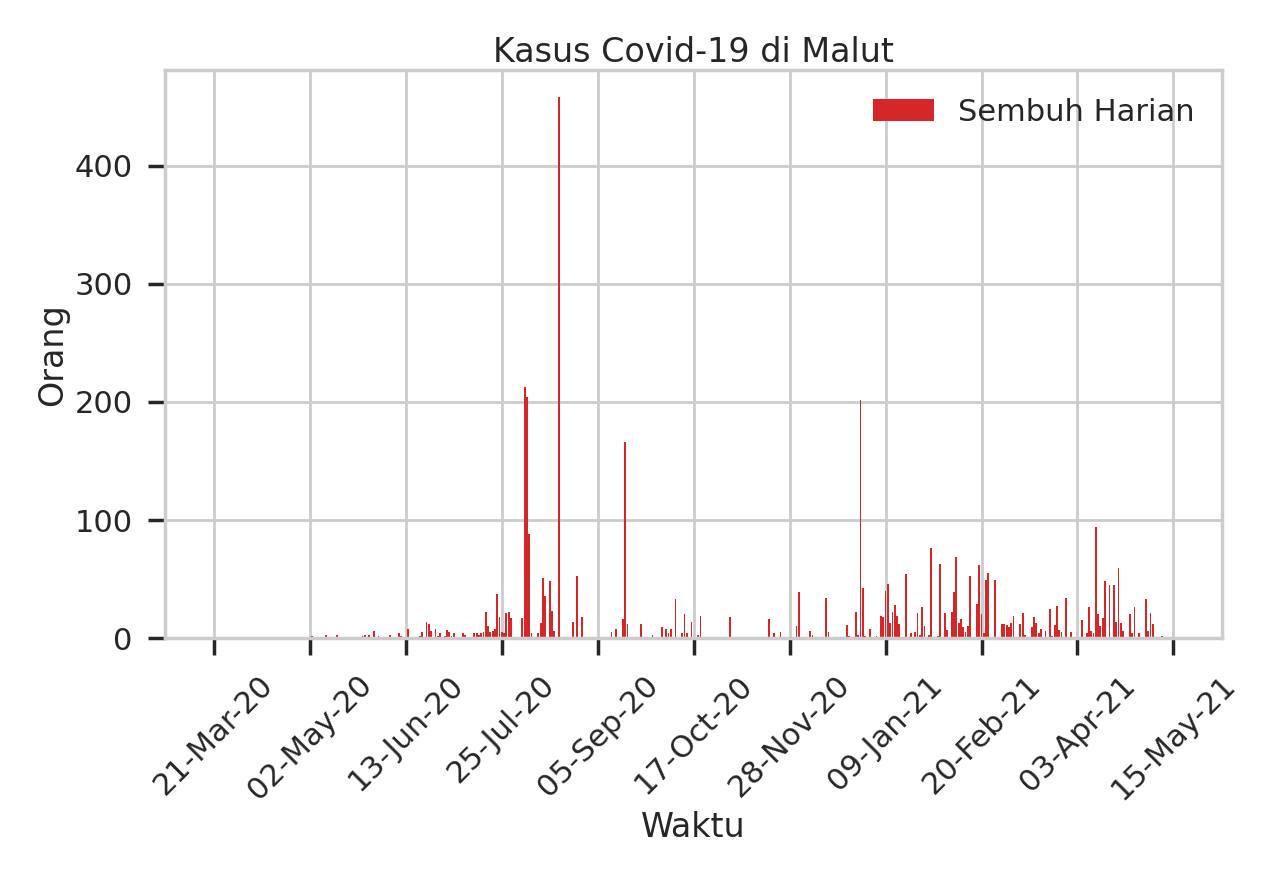 Kasus Covid-19 di Malut
Sembuh Harian
Orang
400
300
200
100
0
21-Mar-20
02-May-20
13-Jun-20
25-Jul-20
05-Sep-20
17-Oct-20
28-Nov-20
09-Jan-21
20-Feb-21
03-Apr-21
15-May-21
Waktu